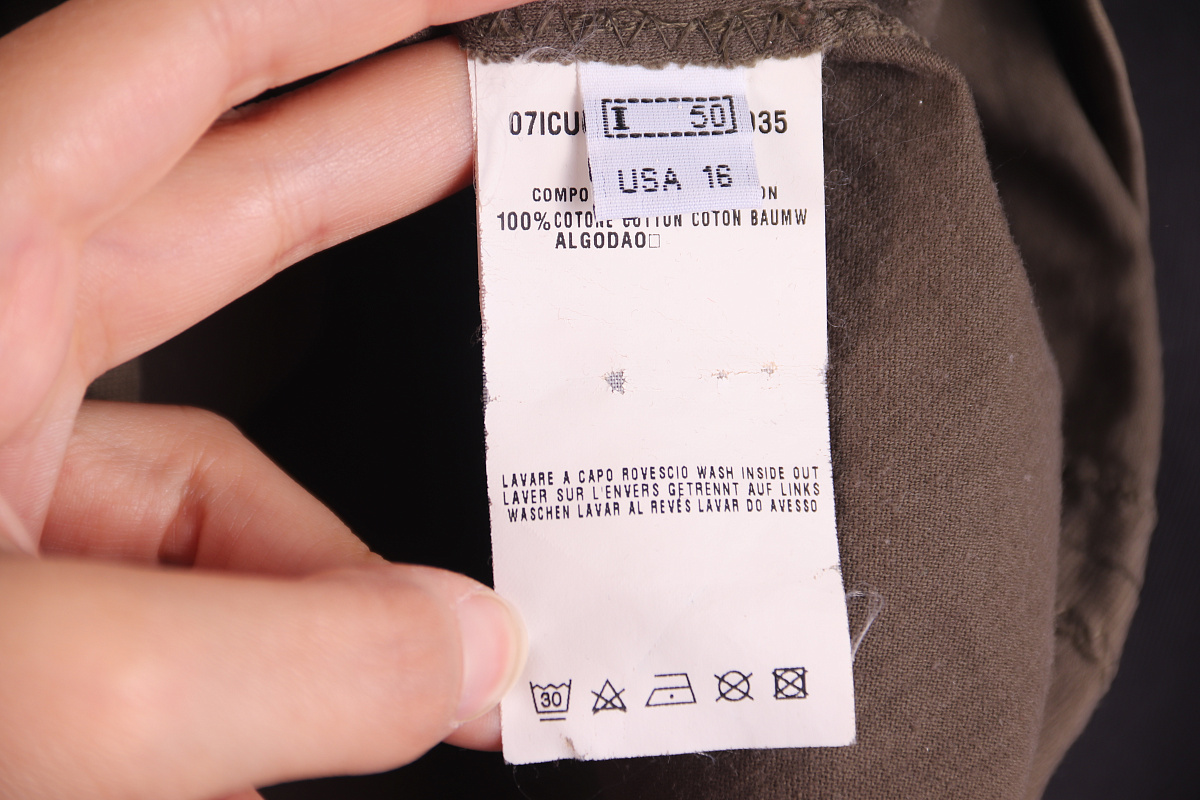 07ICU
I 50
035
USA 16
COMPO
ON
100% COTONE COTTON COTON BAUMW
ALGODAO□
LAVARE A CAPO ROVESCIO WASH INSIDE OUT
LAVER SUR L'ENVERS GETRENNT AUF LINKS
WASCHEN LAVAR AL REVES LAVAR DO AVESSO
30